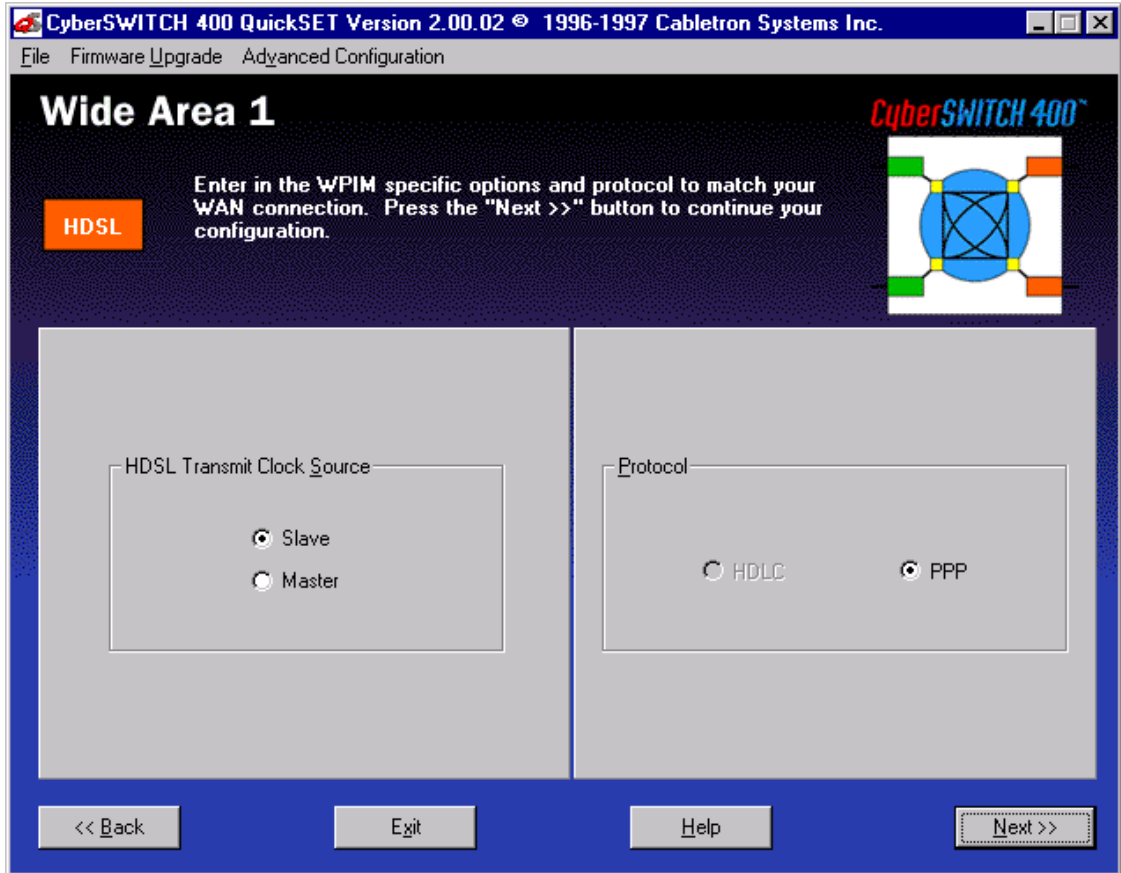 CyberSWITCH 400 QuickSET Version 2.00.02 © 1996-1997 Cabletron Systems Inc.
File Firmware Upgrade Advanced Configuration
Wide Area 1
CyberSWITCH 400™
HDSL
Enter in the WPIM specific options and protocol to match your
WAN connection. Press the "Next >>" button to continue your
configuration.
HDSL Transmit Clock Source
Slave
Master
Protocol
HDLC
PPP
<< Back
Exit
Help
Next >>